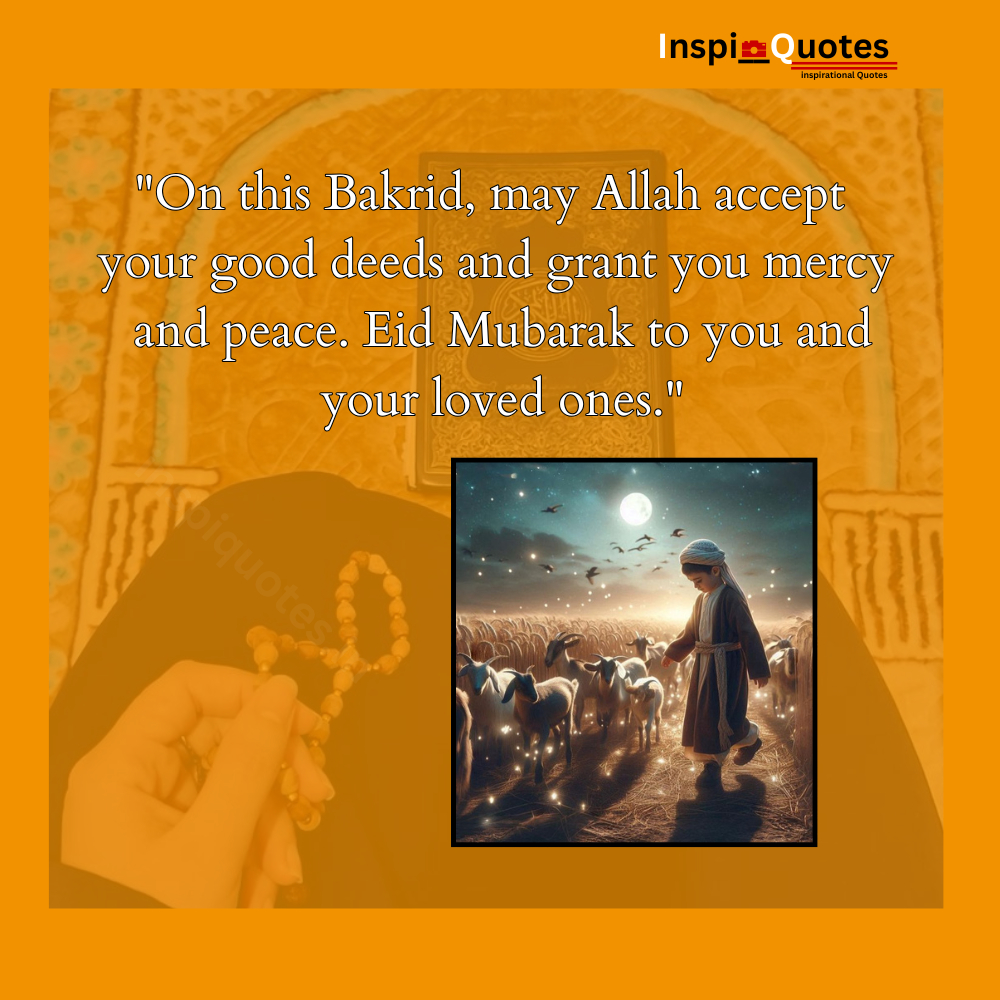 InspiQuotes
inspirational Quotes
"On this Bakrid, may Allah accept
your good deeds and grant you mercy
and peace. Eid Mubarak to you and
your loved ones."
piquotes